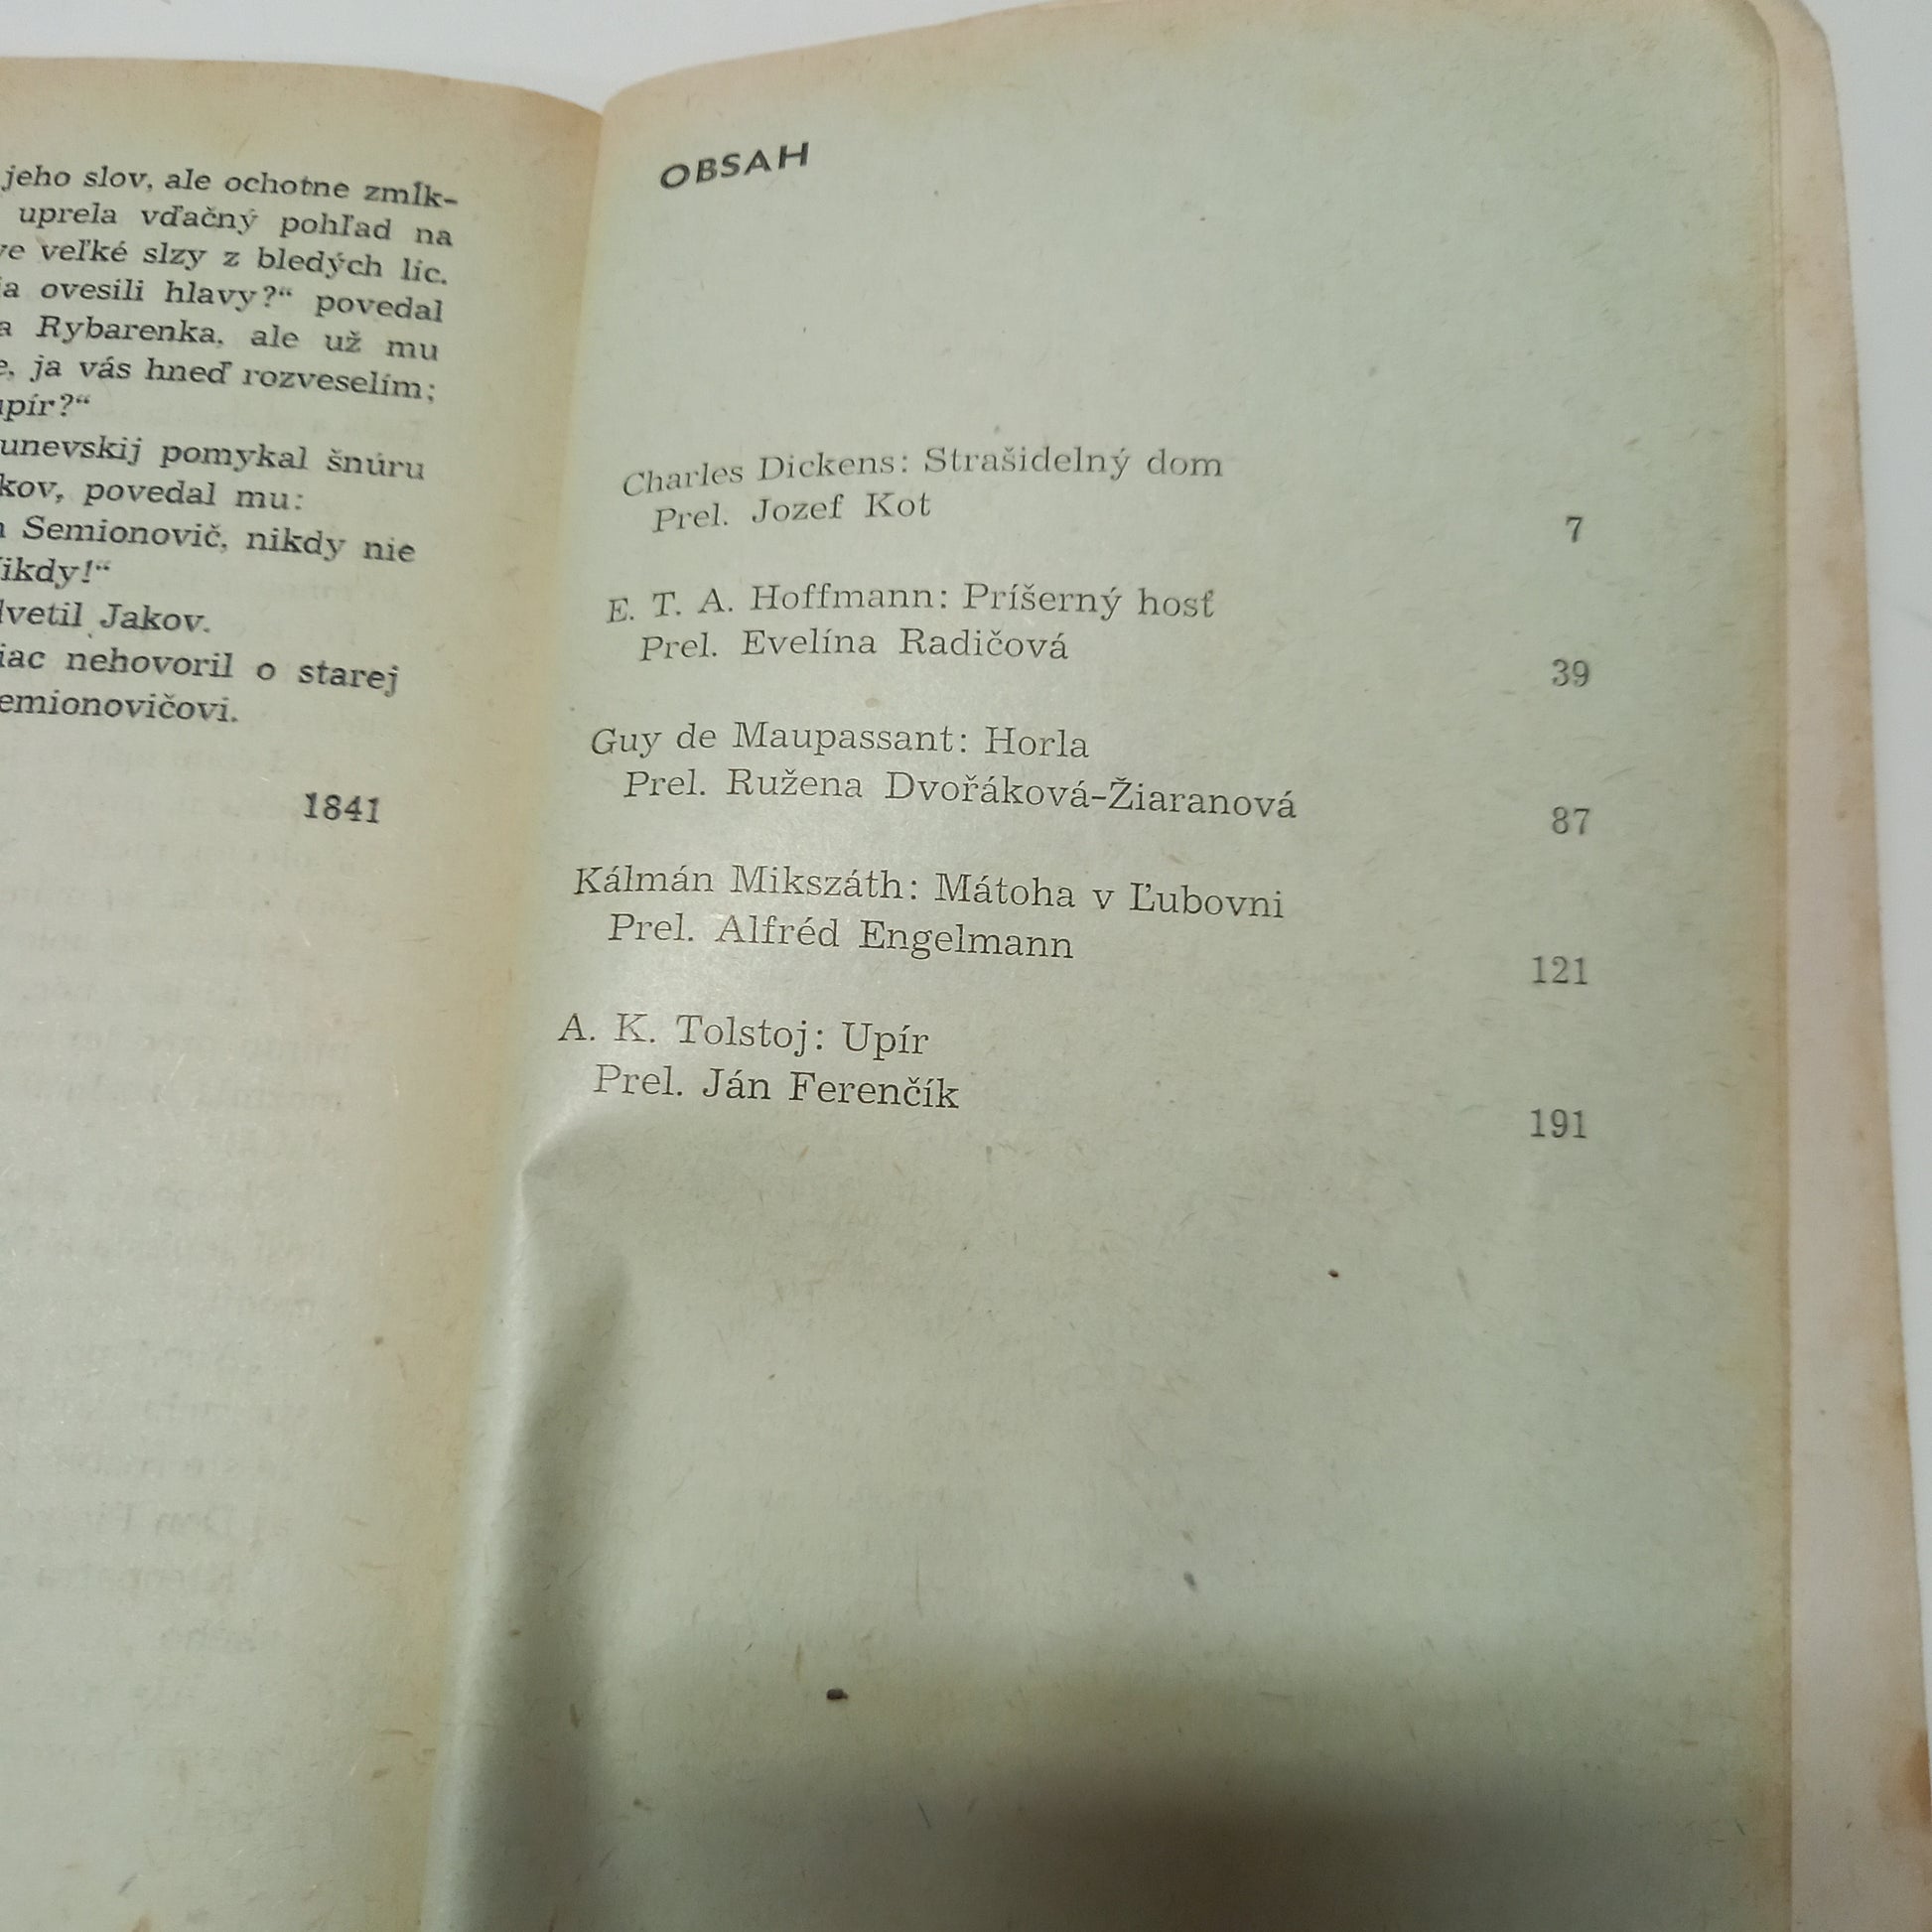 jeho slov, ale ochotne zmĺk-
uprela vďačný pohľad na
veľké slzy z bledých líc.
ovesili hlavy?“ povedal
Rybarenka, ale už mu
ja vás hneď rozveselím;
upír?“
unevskij pomykal šnúru
kov, povedal mu:
Semionovič, nikdy nie
ikdy!“
Jakov.
iac nehovoril o starej
emionovičovi.
1841
OBSAH
Charles Dickens: Strašidelný dom
Prel. Jozef Kot 7
E. T. A. Hoffmann: Príšerný hosť
Prel. Evelína Radičová 39
Guy de Maupassant: Horla
Prel. Ružena Dvořáková-Žiaranová 87
Kálmán Mikszáth: Mátoha v Ľubovni
Prel. Alfréd Engelmann 121
A. K. Tolstoj: Upír
Prel. Ján Ferenčík 191